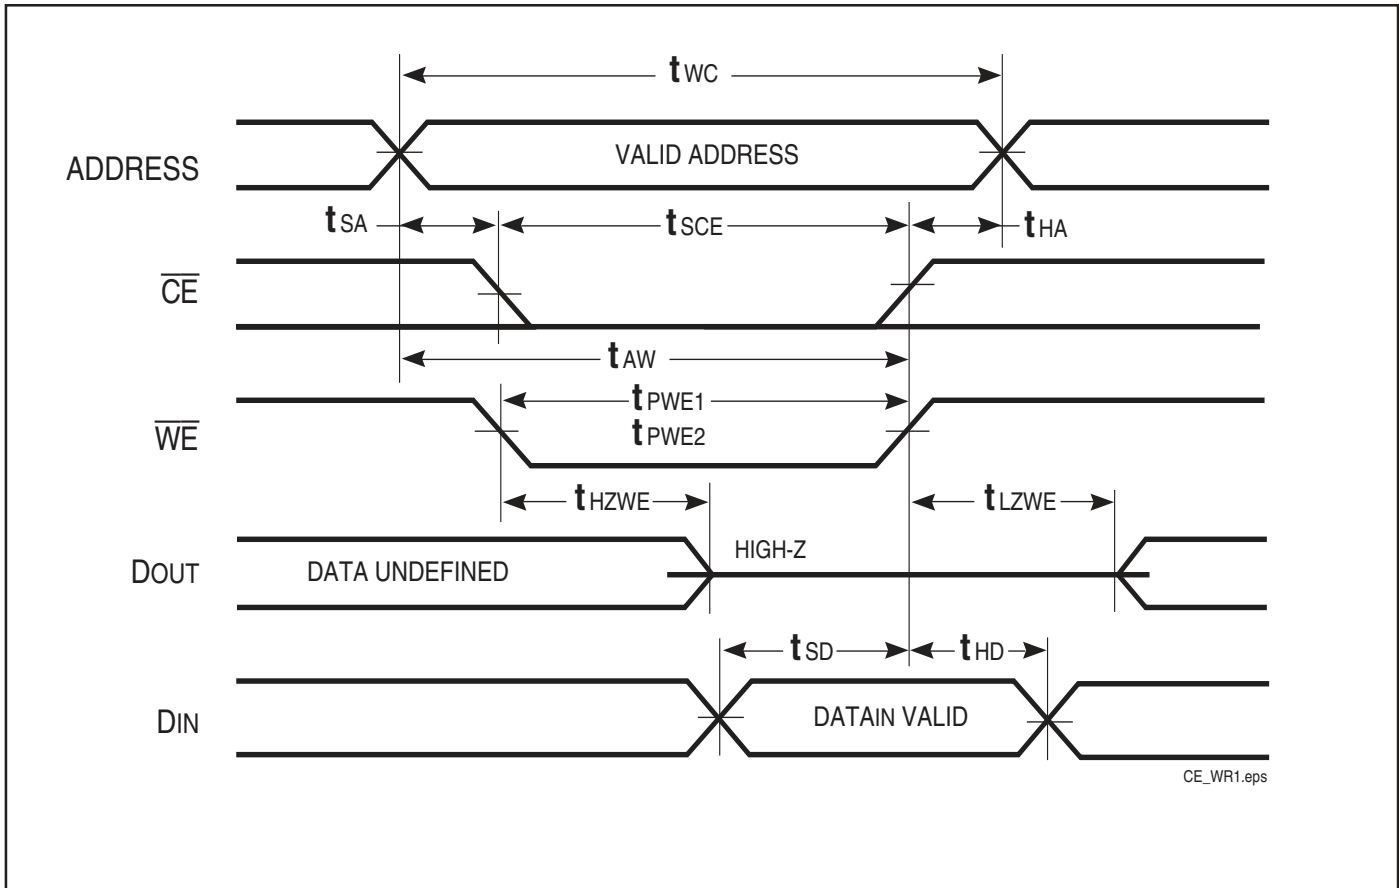 tWC
ADDRESS
VALID ADDRESS
tSA
tSCE
tHA
CE
tAW
WE
tPWE1
tPWE2
tHZWE
tLZWE
DOUT
DATA UNDEFINED
HIGH-Z
tSD
tHD
DIN
DATAIN VALID
CE_WR1.eps